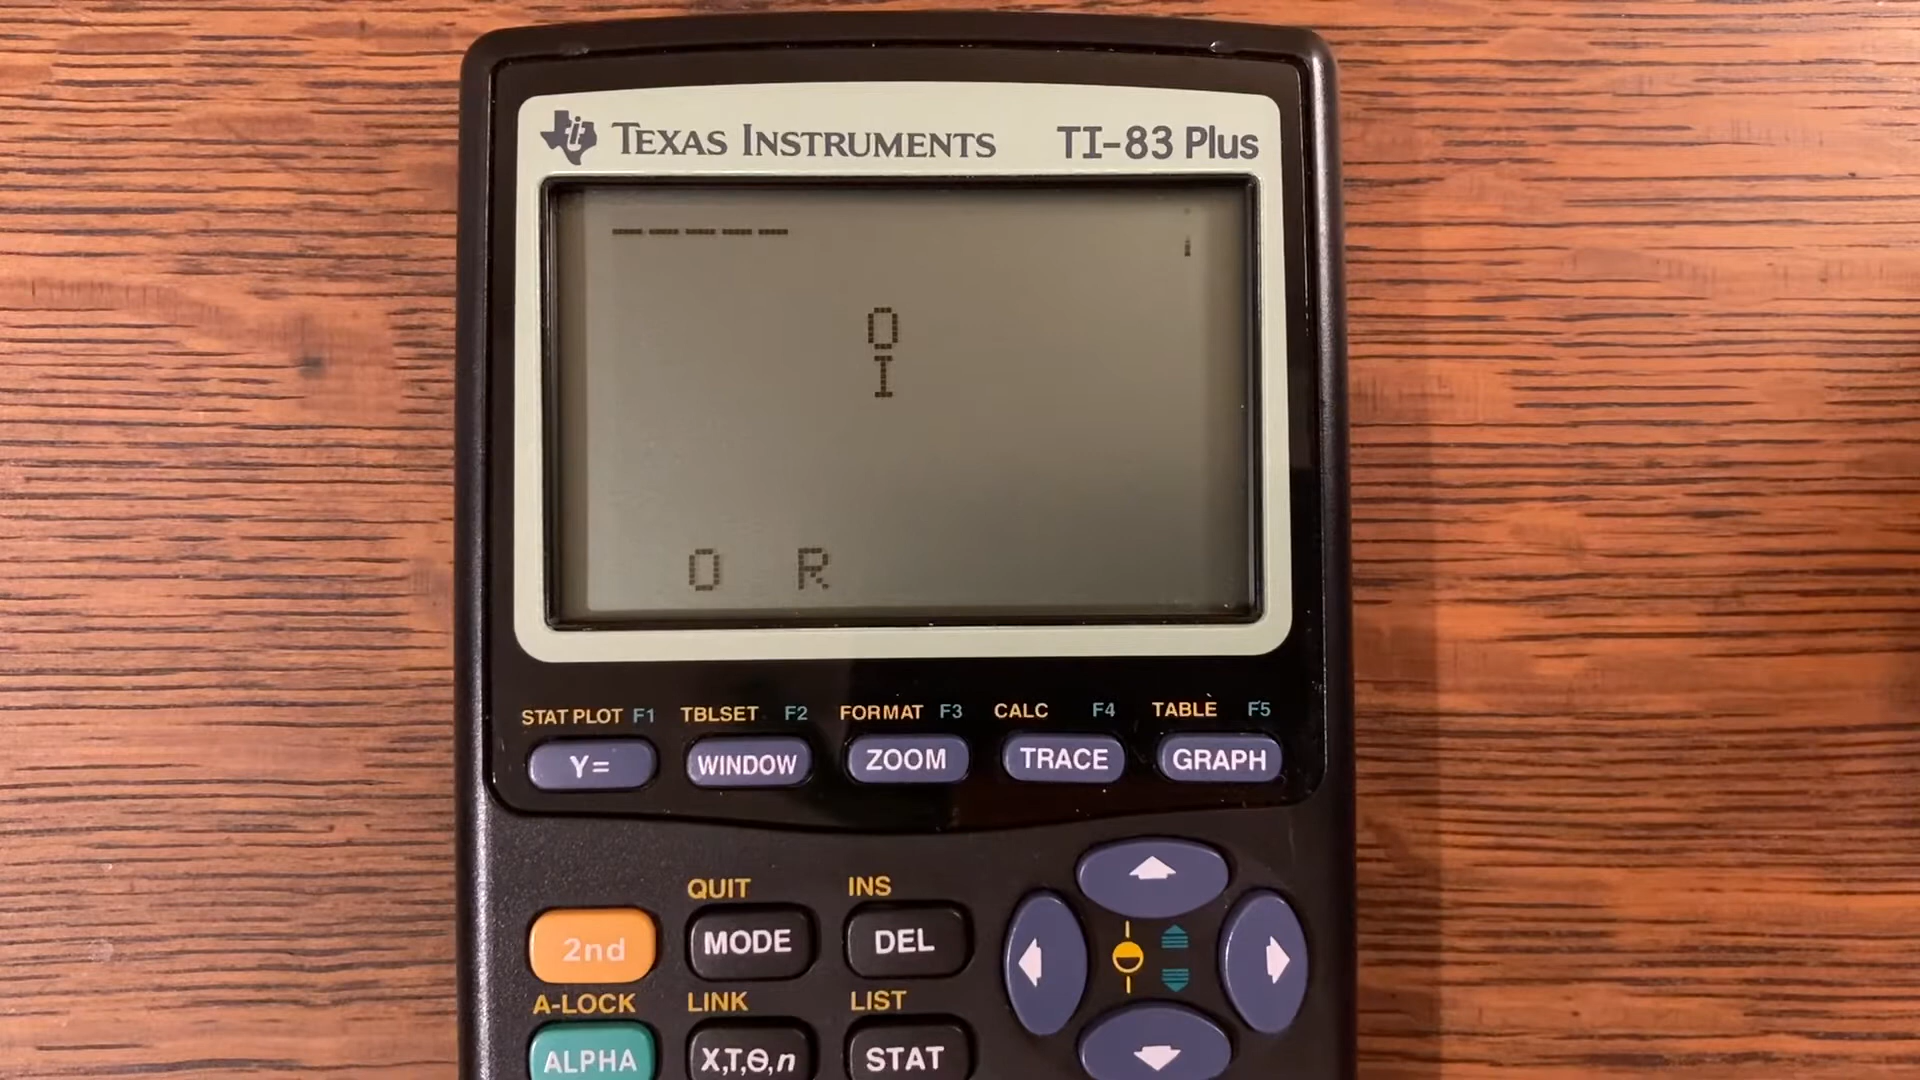 TEXAS INSTRUMENTS TI-83 Plus
-----
O
I
O R
STAT PLOT F1 TBLSET F2 FORMAT F3 CALC F4 TABLE F5
Y= WINDOW ZOOM TRACE GRAPH
QUIT INS
2nd MODE DEL
A-LOCK LINK LIST
ALPHA X,T,Θ,n STAT